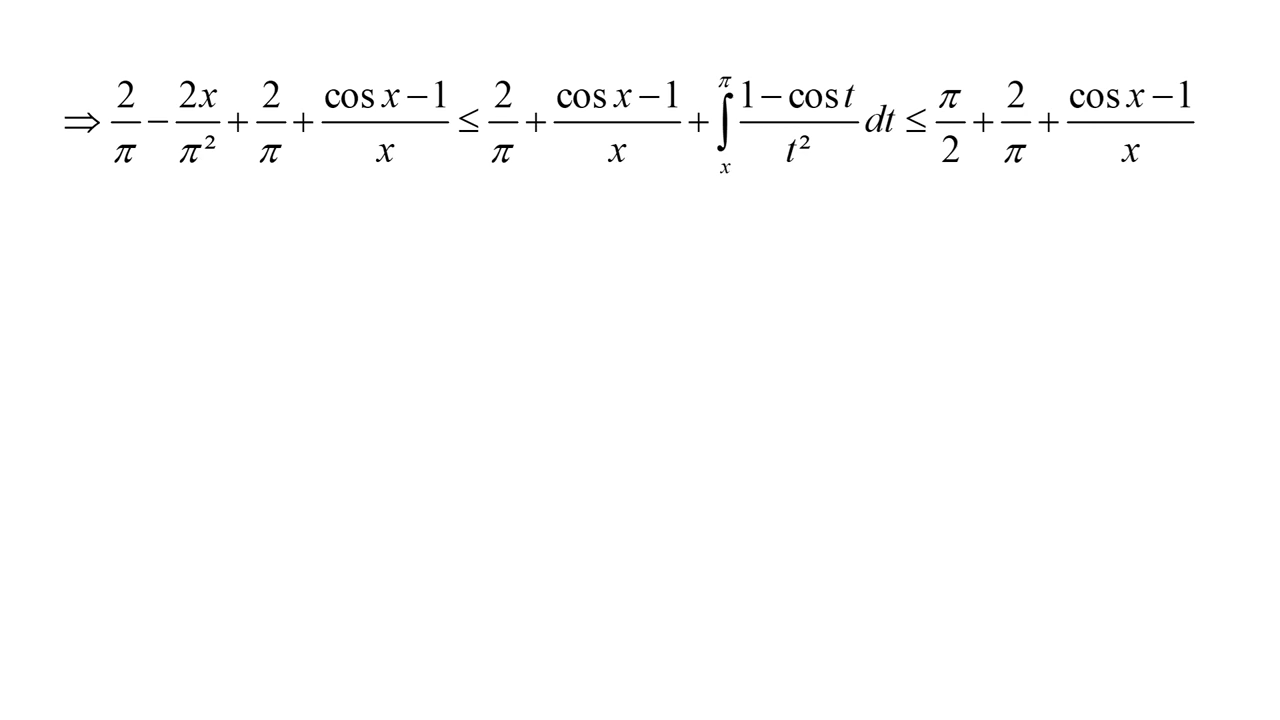 ⇒ 2/π − 2x/π² + 2/π + (cos x − 1)/x ≤ 2/π + (cos x − 1)/x + ∫ₓ^π (1 − cos t)/t² dt ≤ π/2 + 2/π + (cos x − 1)/x